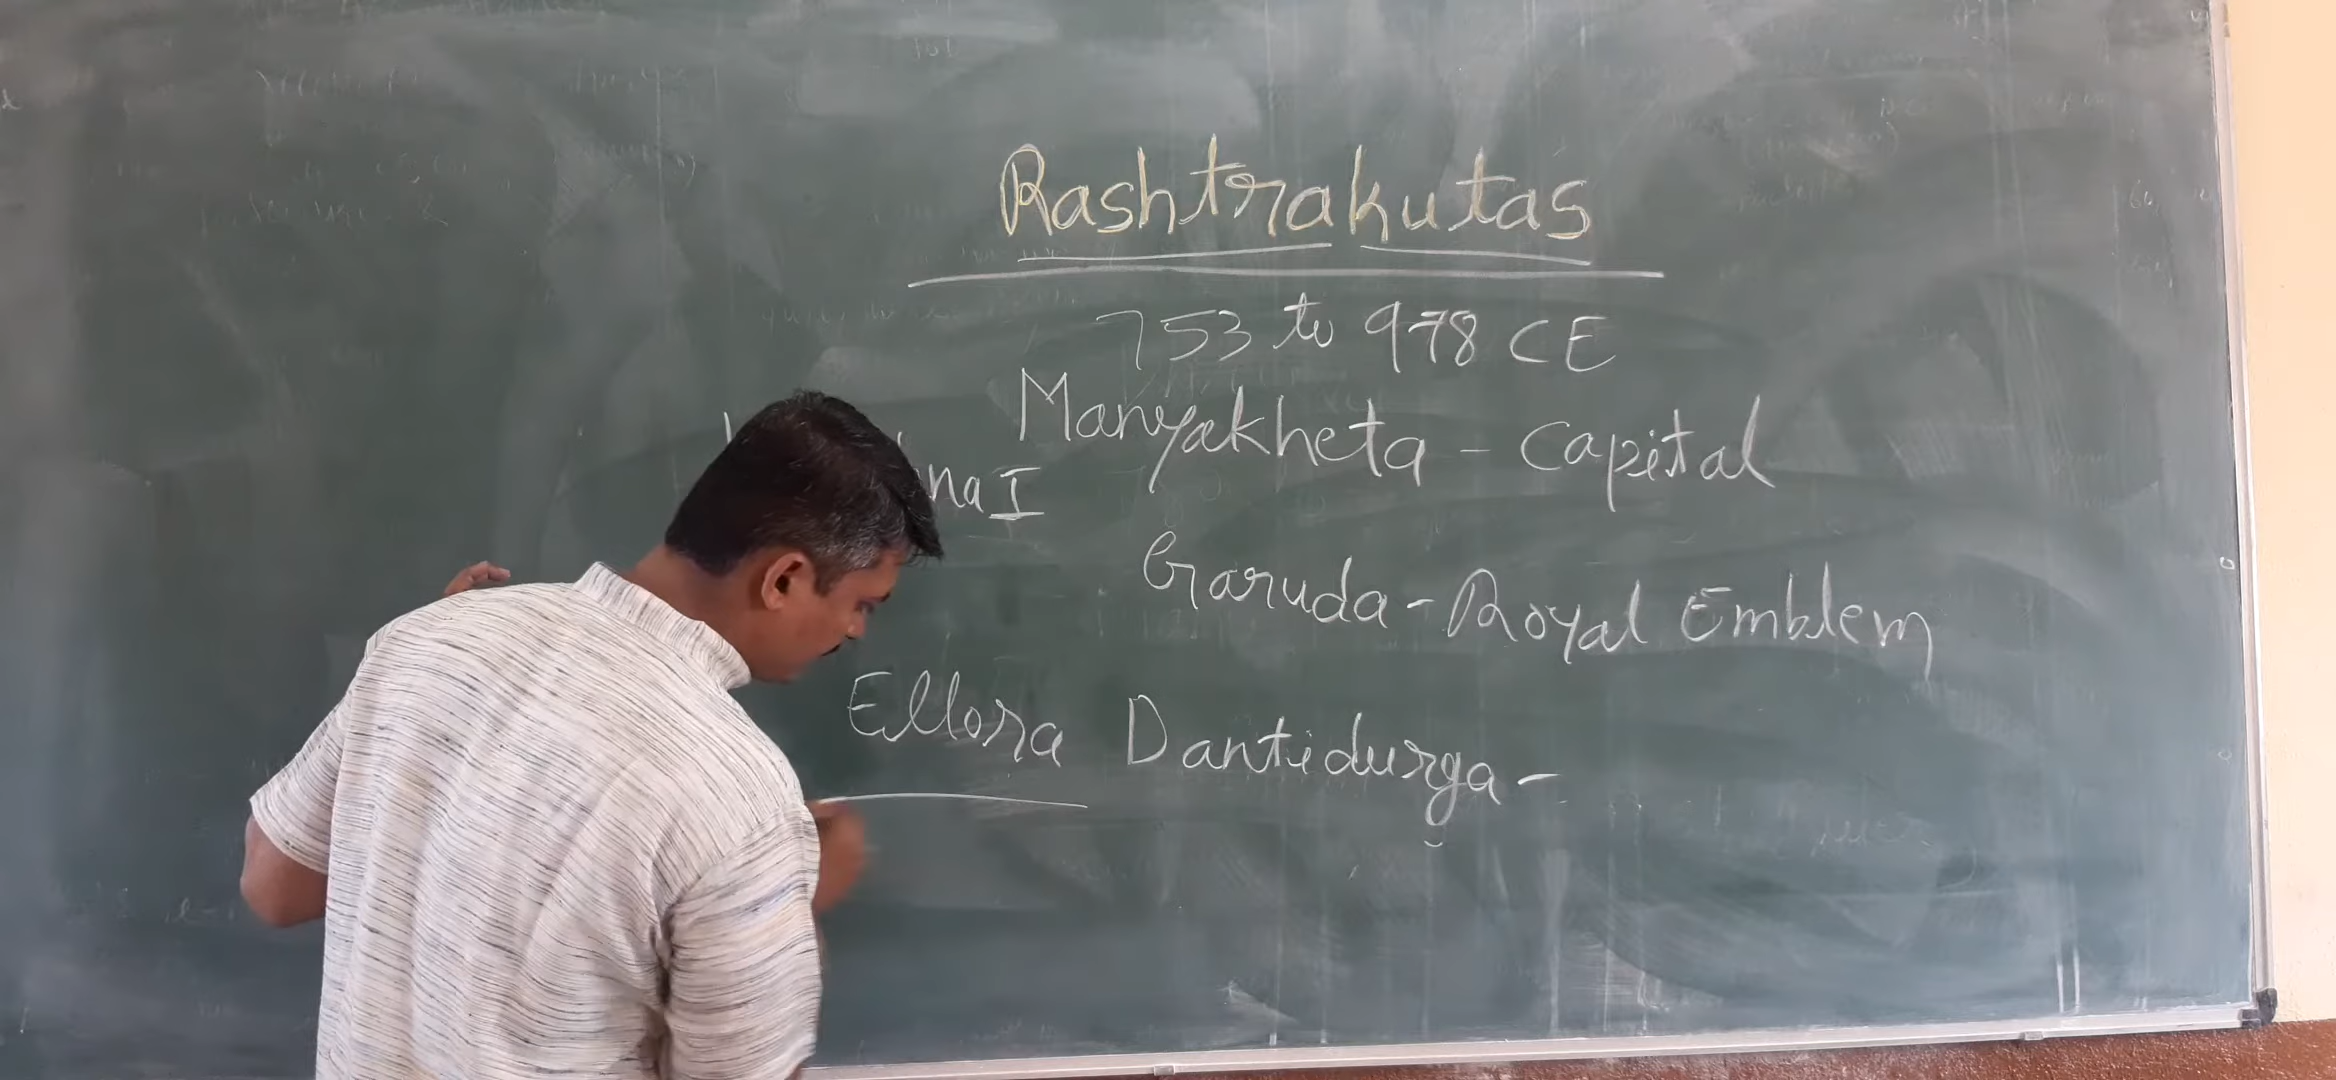 Rashtrakutas
753 to 978 CE
Manyakheta - Capital
na I
Garuda - Royal Emblem
Ellora Dantidurga -